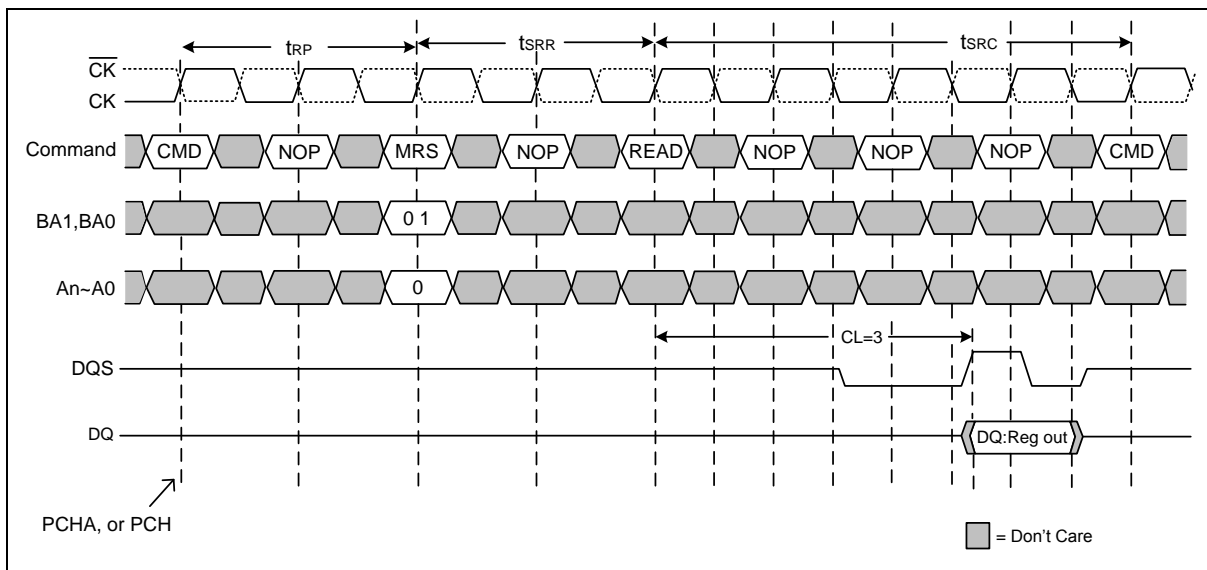 tRP tSRR tSRC
CK
CK
Command CMD NOP MRS NOP READ NOP NOP NOP CMD
BA1,BA0 0 1
An~A0 0
CL=3
DQS
DQ DQ:Reg out
PCHA, or PCH
= Don't Care